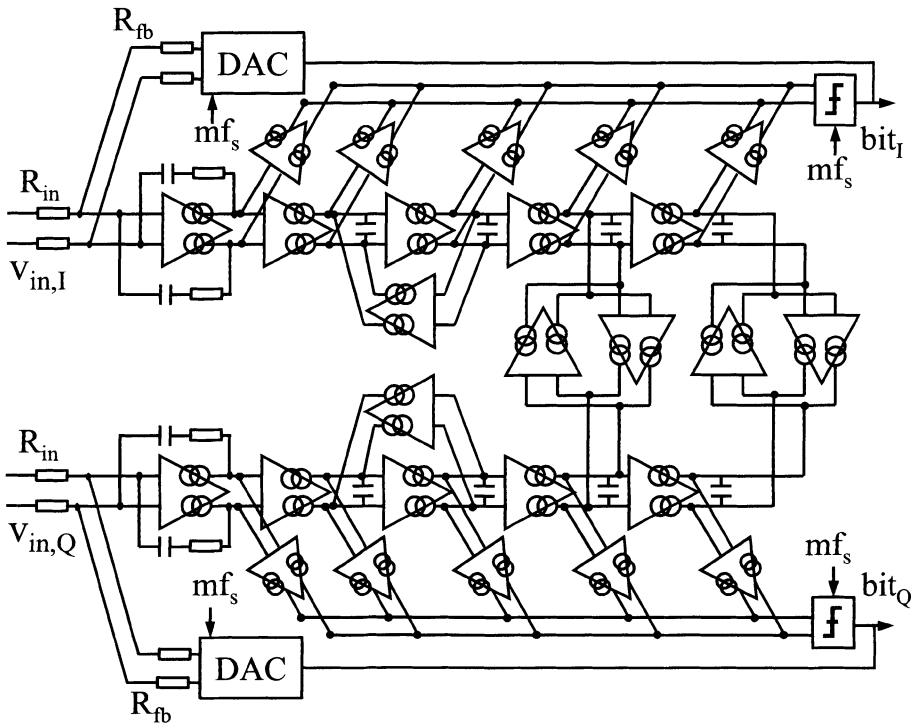 R_fb
DAC
mf_s
bit_I
mf_s
R_in
V_in,I
R_in
V_in,Q
mf_s
mf_s
bit_Q
DAC
R_fb